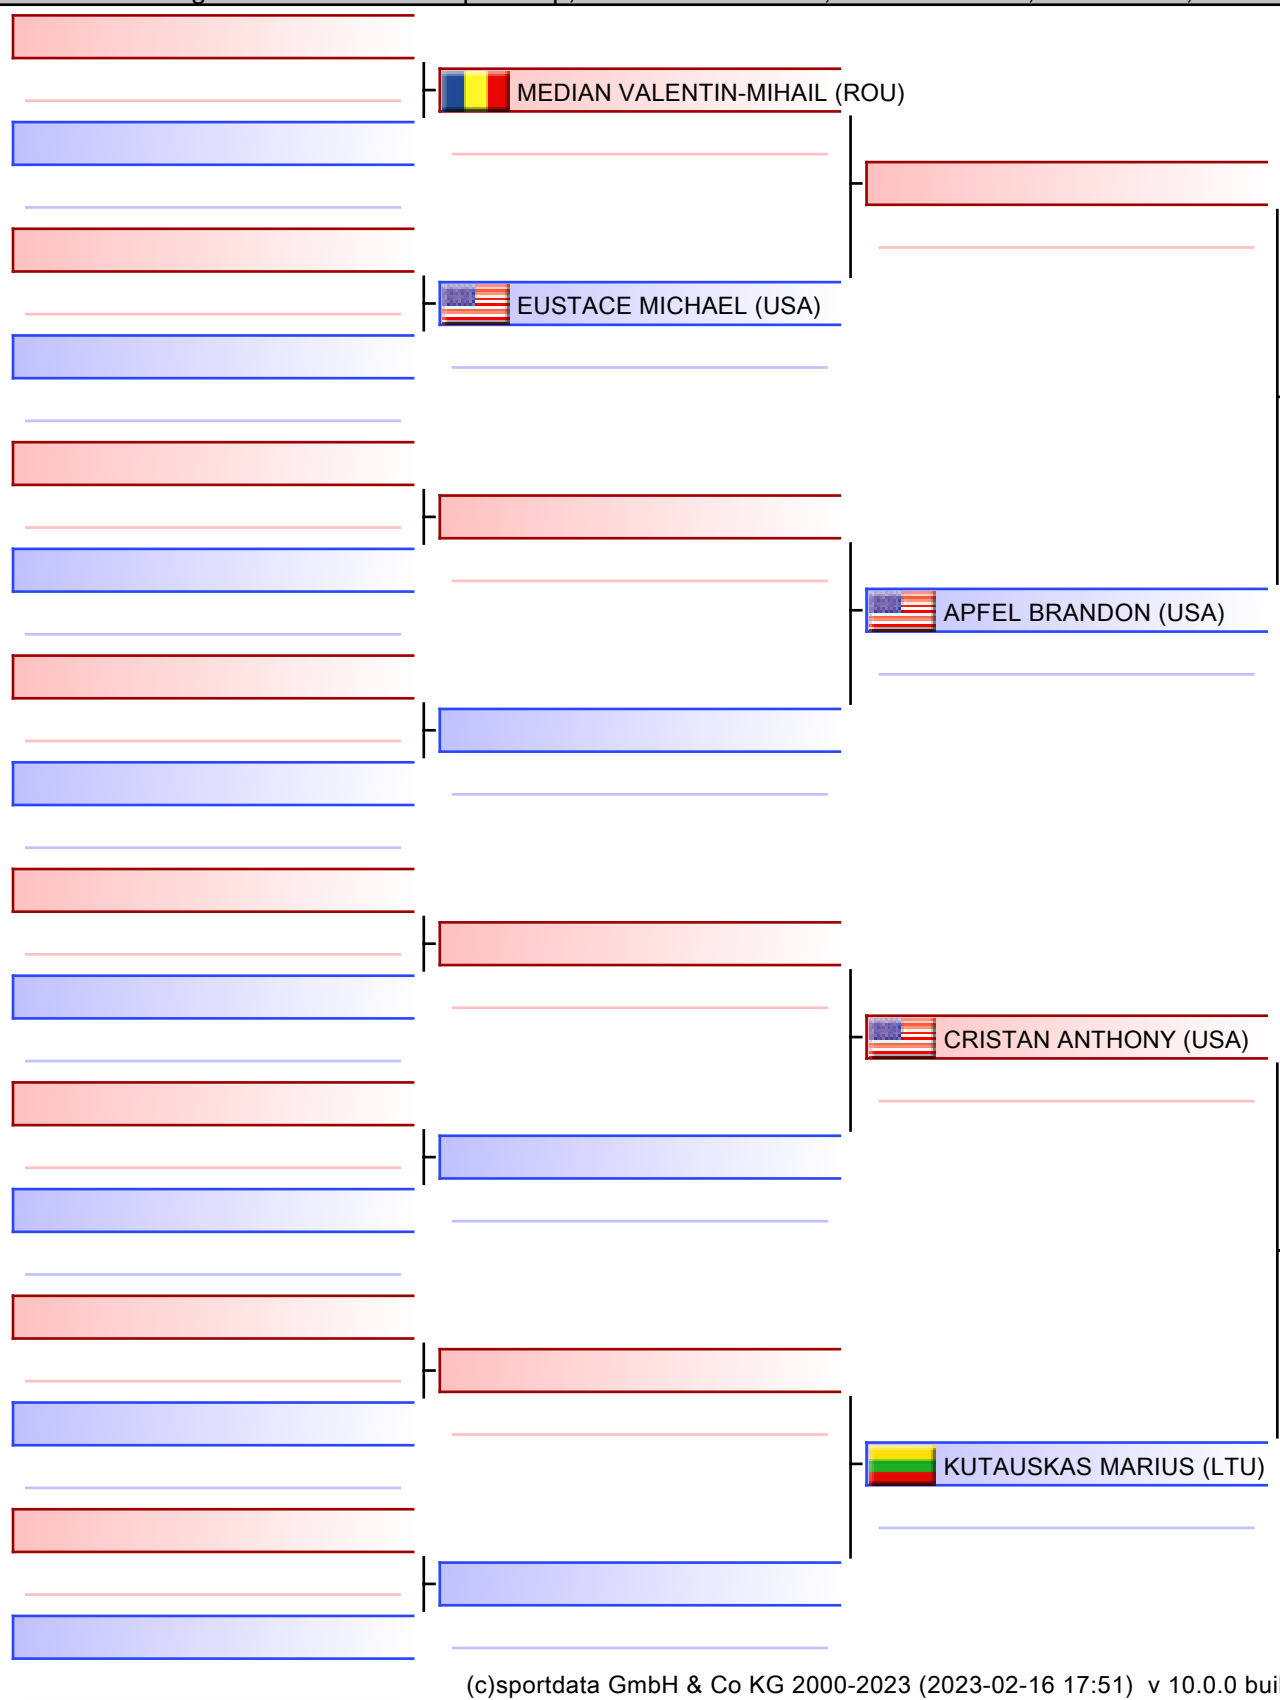 MEDIAN VALENTIN-MIHAIL (ROU)
EUSTACE MICHAEL (USA)
APFEL BRANDON (USA)
CRISTAN ANTHONY (USA)
KUTAUSKAS MARIUS (LTU)
(c)sportdata GmbH & Co KG 2000-2023 (2023-02-16 17:51) v 10.0.0